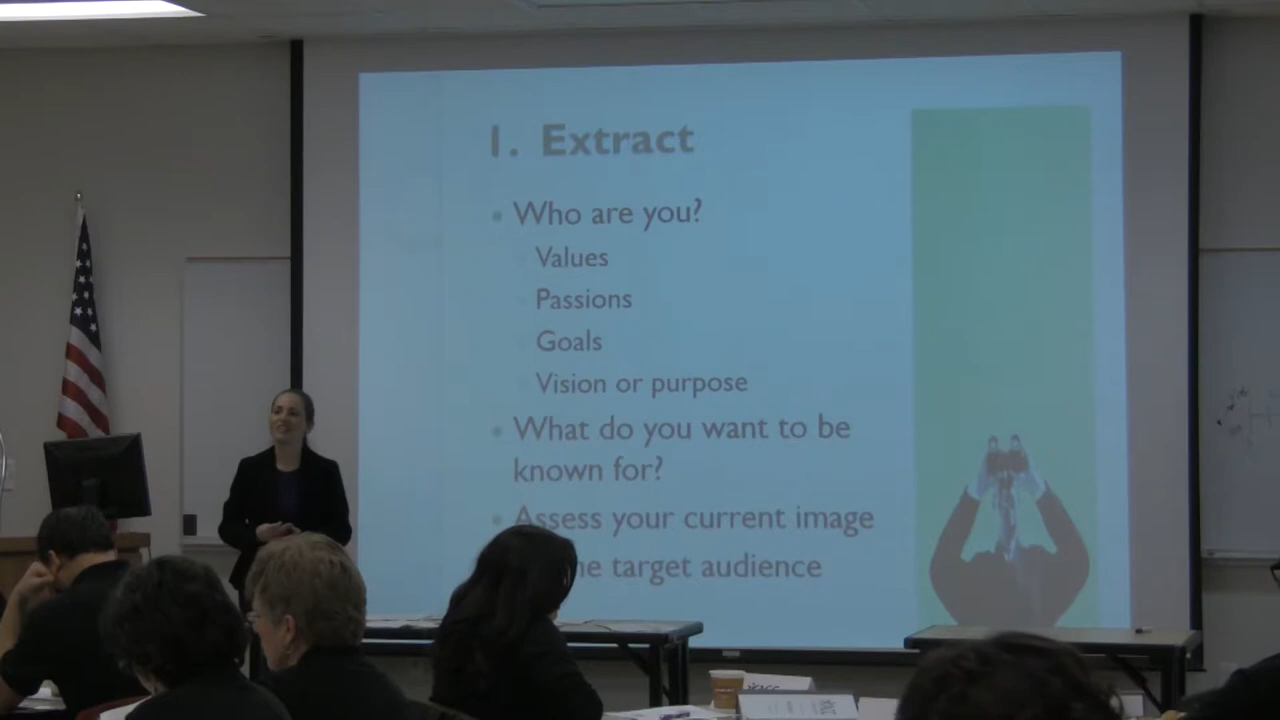 1. Extract
• Who are you?
Values
Passions
Goals
Vision or purpose
• What do you want to be
known for?
• Assess your current image
target audience